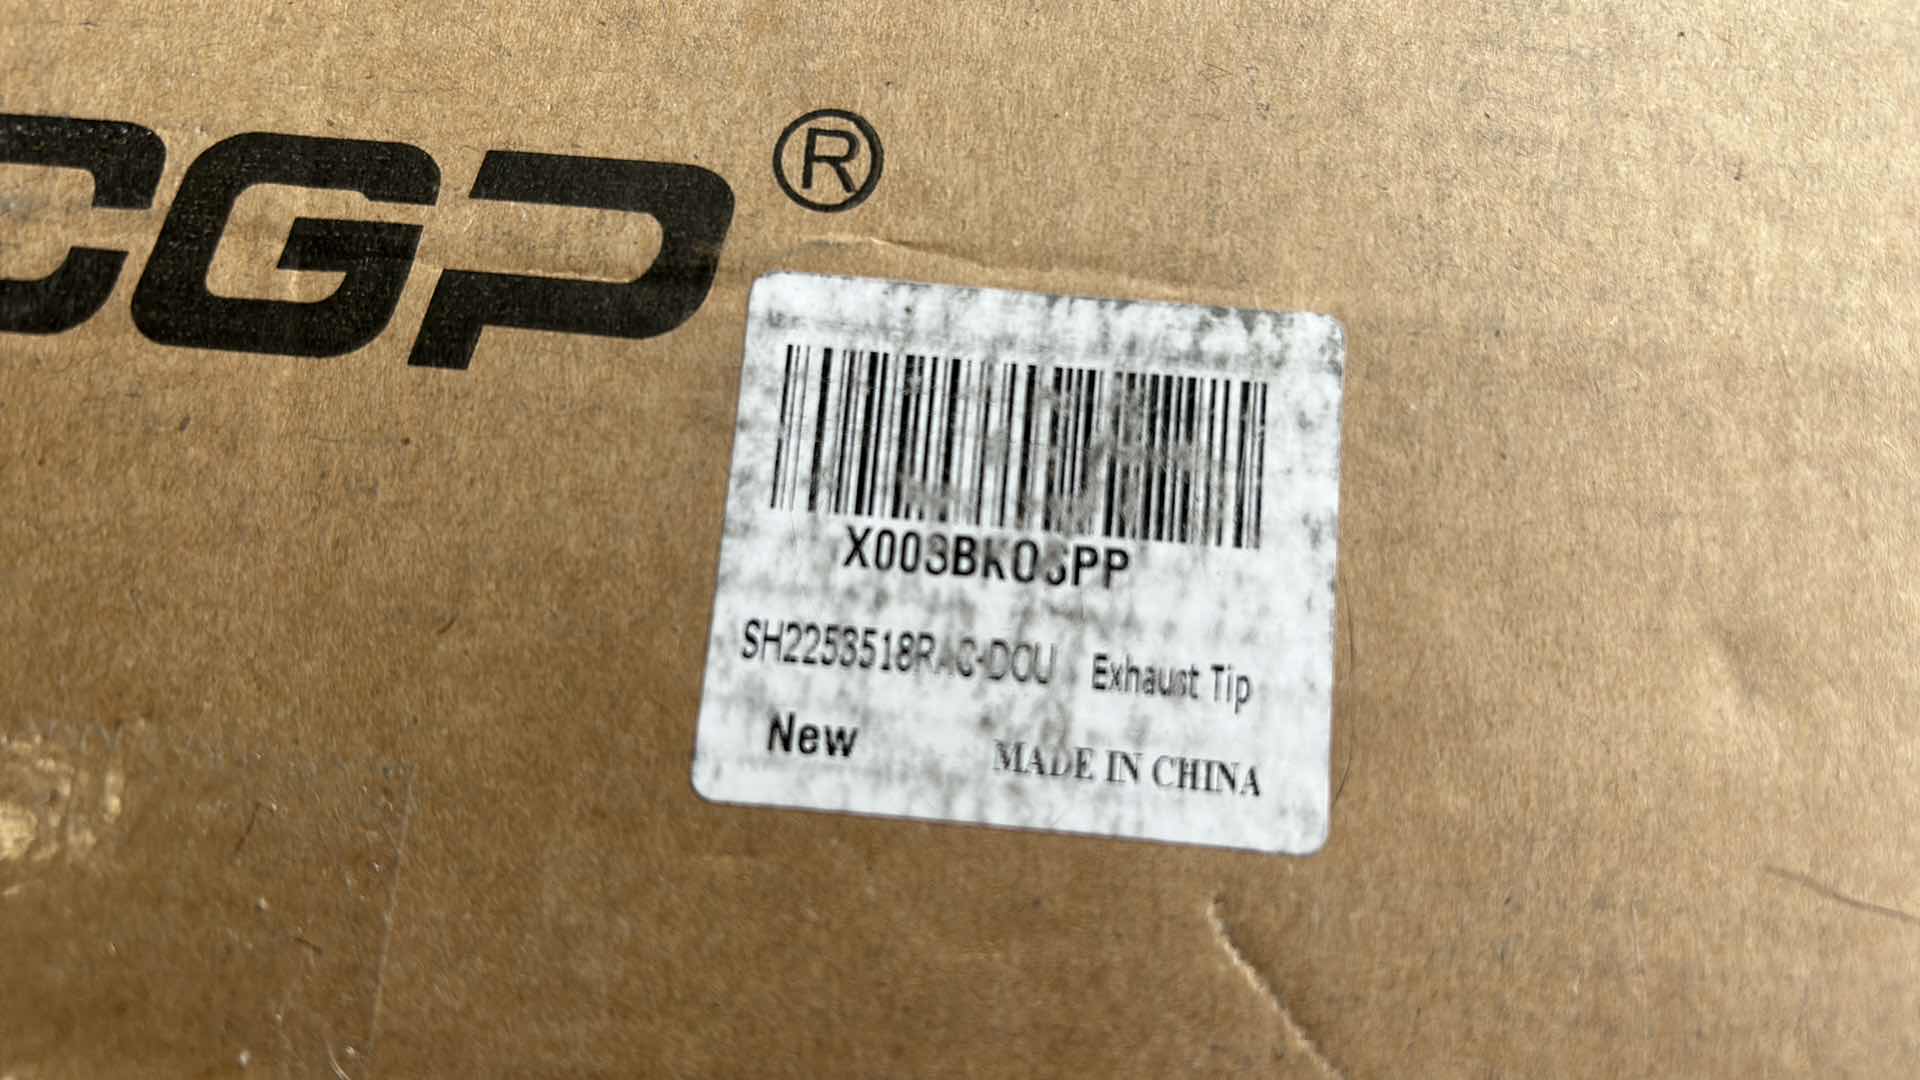 CGP®
X003BK03PP
SH2253518RAC-DOU Exhaust Tip
New
MADE IN CHINA